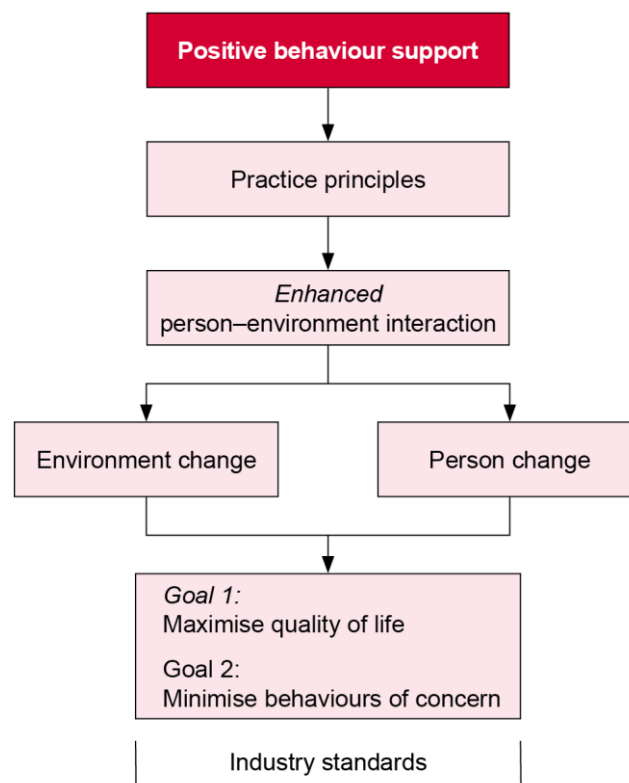 Positive behaviour support
Practice principles
Enhanced
person–environment interaction
Environment change
Person change
Goal 1:
Maximise quality of life
Goal 2:
Minimise behaviours of concern
Industry standards